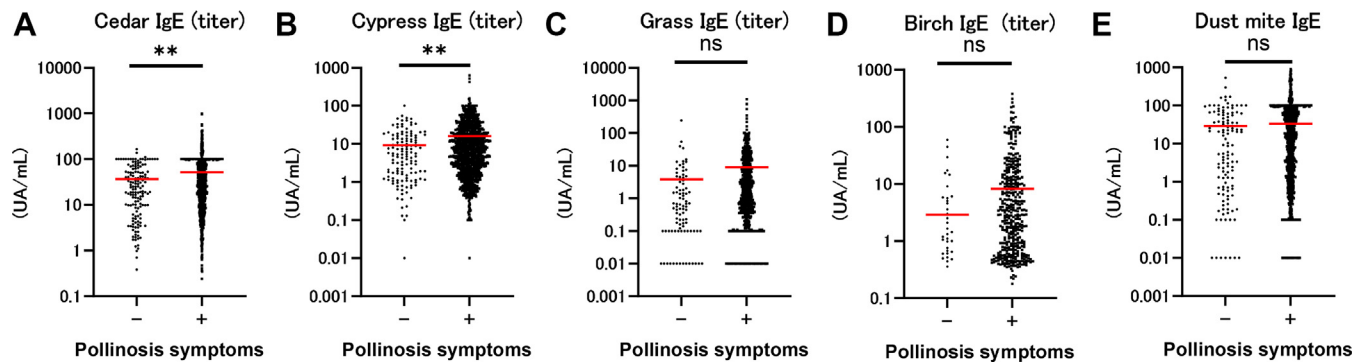 A
Cedar IgE (titer)
**
10000
1000
100
10
1
0.1
(UA/mL)
−
+
Pollinosis symptoms
B
Cypress IgE (titer)
**
10000
1000
100
10
1
0.1
0.01
0.001
(UA/mL)
−
+
Pollinosis symptoms
C
Grass IgE (titer)
ns
10000
1000
100
10
1
0.1
0.01
0.001
(UA/mL)
−
+
Pollinosis symptoms
D
Birch IgE (titer)
ns
1000
100
10
1
0.1
(UA/mL)
−
+
Pollinosis symptoms
E
Dust mite IgE
ns
1000
100
10
1
0.1
0.01
0.001
(UA/mL)
−
+
Pollinosis symptoms